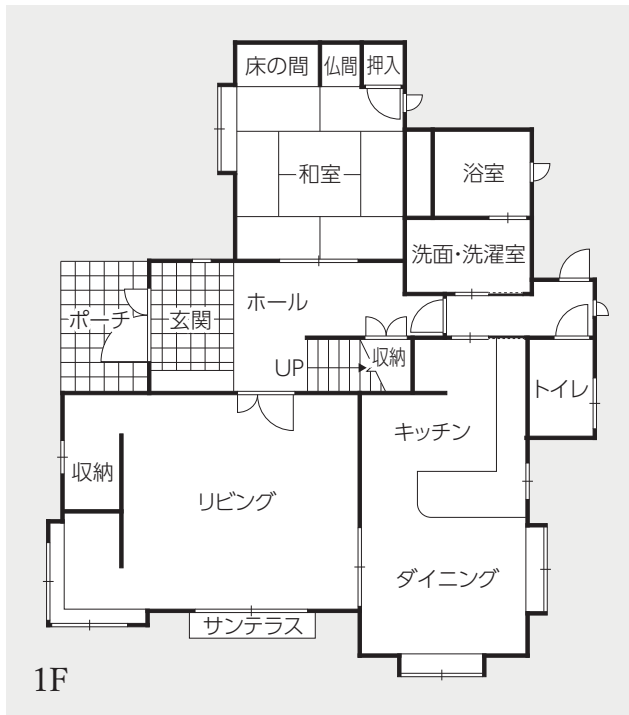 床の間
仏間
押入
和室
浴室
洗面・洗濯室
ホール
ポーチ
玄関
UP
収納
トイレ
キッチン
収納
リビング
ダイニング
サンテラス
1F